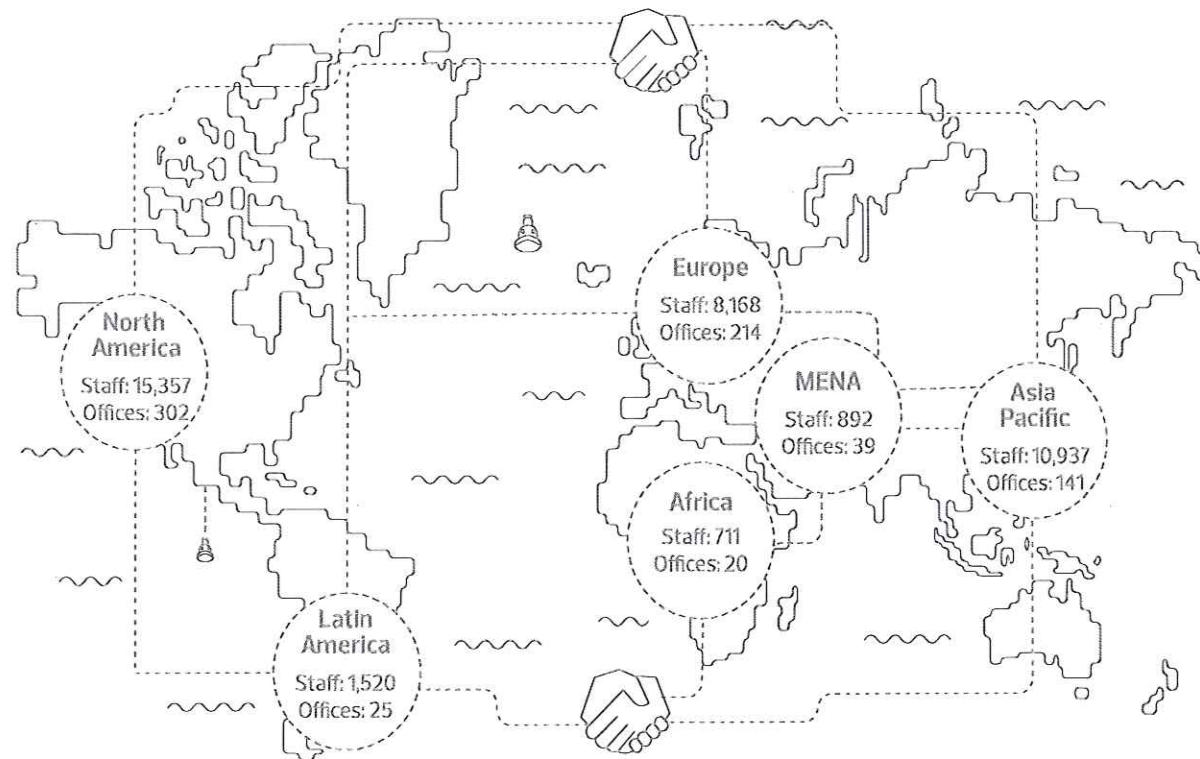 Europe
Staff: 8,168
Offices: 214
North
America
Staff: 15,357
Offices: 302
MENA
Staff: 892
Offices: 39
Asia
Pacific
Staff: 10,937
Offices: 141
Africa
Staff: 711
Offices: 20
Latin
America
Staff: 1,520
Offices: 25